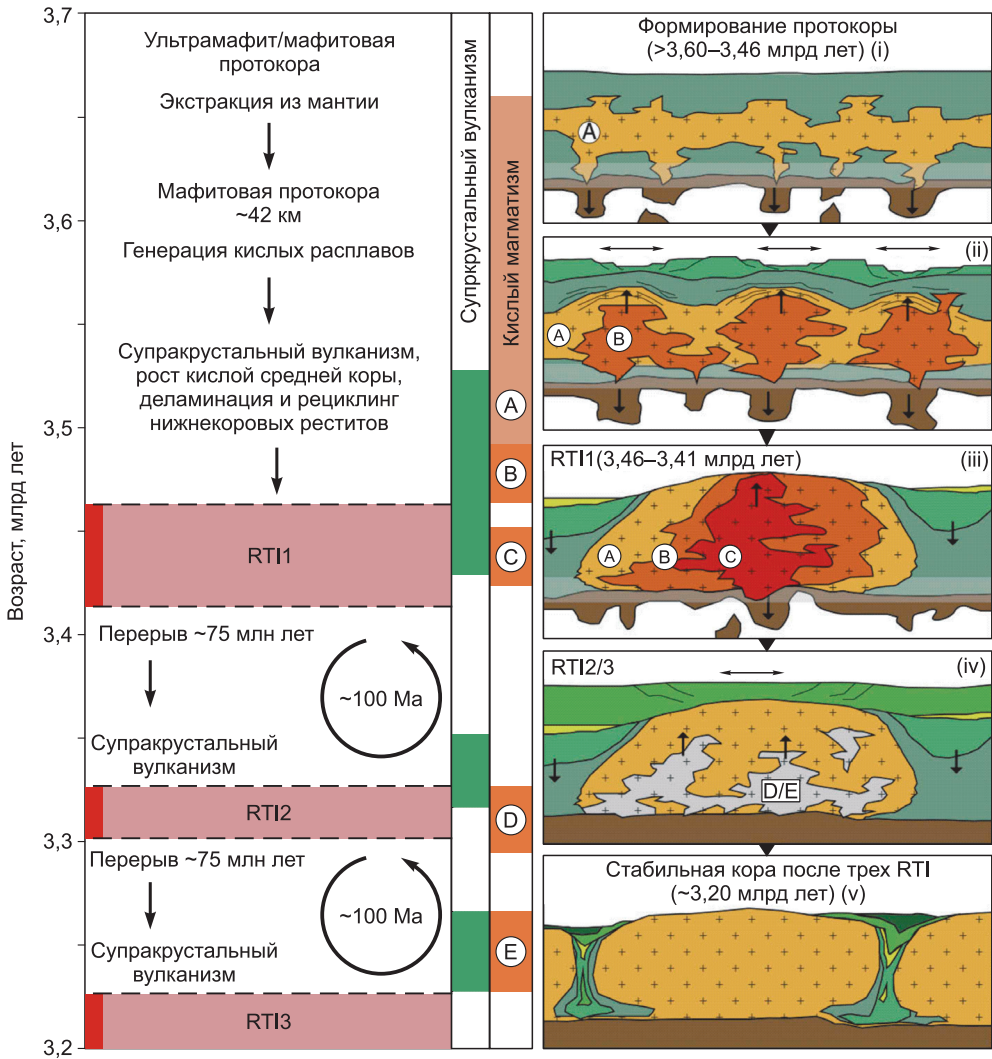 Возраст, млрд лет
3,7
3,6
3,5
3,4
3,3
3,2
Ультрамафит/мафитовая
протокора
Экстракция из мантии
Мафитовая протокора
~42 км
Генерация кислых расплавов
Супракрустальный вулканизм,
рост кислой средней коры,
деламинация и рециклинг
нижнекоровых реститов
RTI1
Перерыв ~75 млн лет
~100 Ma
Супракрустальный
вулканизм
RTI2
Перерыв ~75 млн лет
~100 Ma
Супракрустальный
вулканизм
RTI3
Супркрустальный вулканизм
Кислый магматизм
A
B
C
D
E
Формирование протокоры
(>3,60–3,46 млрд лет) (i)
A
(ii)
A
B
RTI1(3,46–3,41 млрд лет)
(iii)
A
B
C
RTI2/3
(iv)
D/E
Стабильная кора после трех RTI
(~3,20 млрд лет) (v)